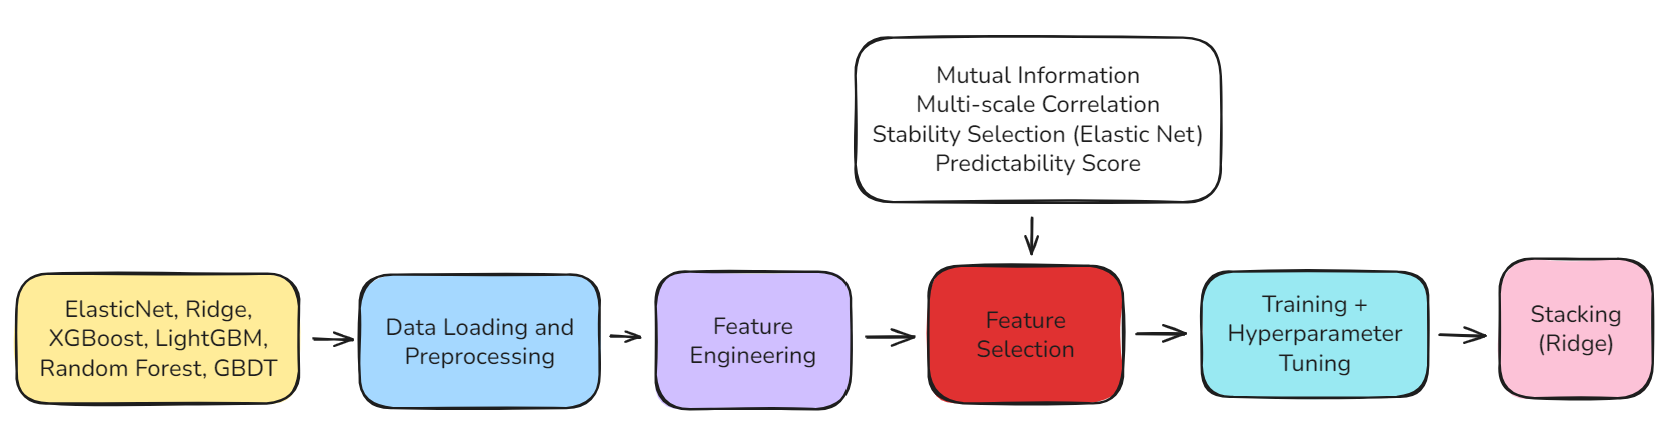 Mutual Information
Multi-scale Correlation
Stability Selection (Elastic Net)
Predictability Score
ElasticNet, Ridge,
XGBoost, LightGBM,
Random Forest, GBDT
Data Loading and
Preprocessing
Feature
Engineering
Feature
Selection
Training +
Hyperparameter
Tuning
Stacking
(Ridge)